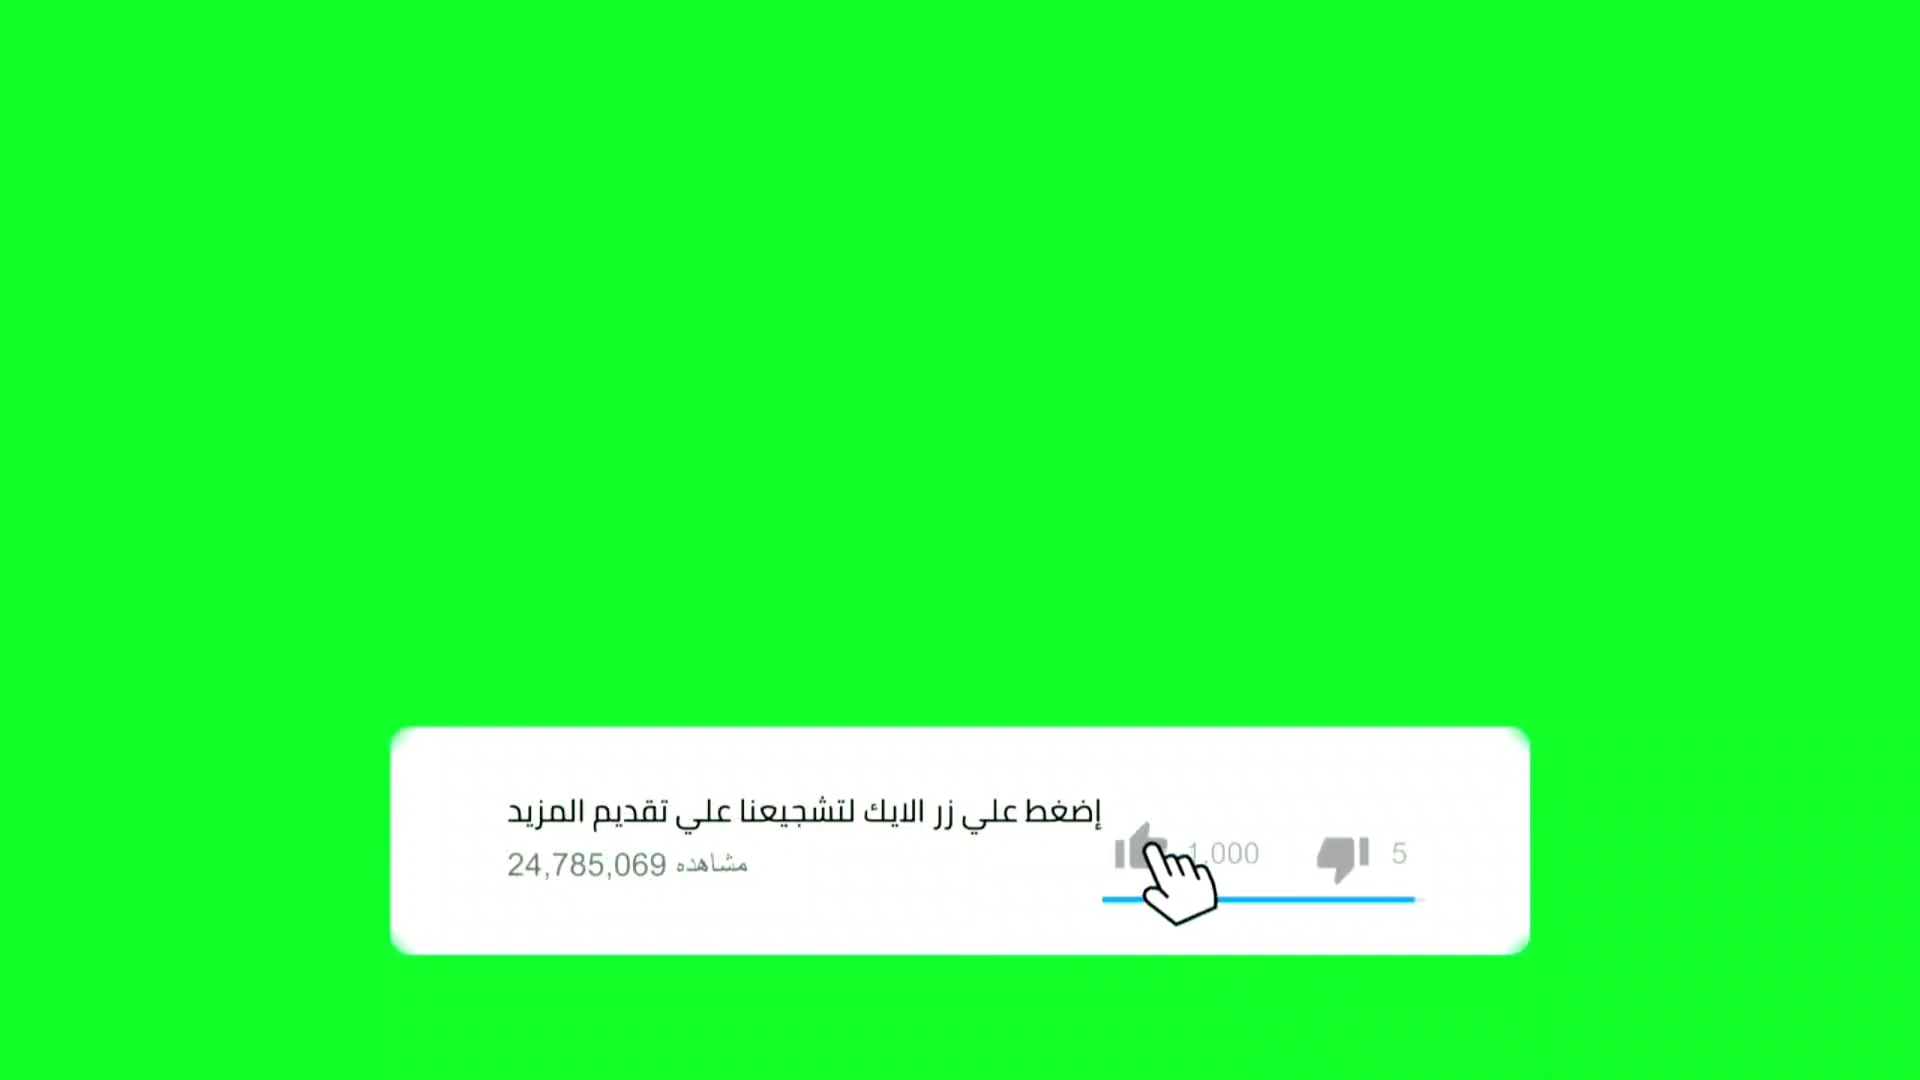 إضغط علي زر الايك لتشجيعنا علي تقديم المزيد
24,785,069 مشاهده
1,000
5